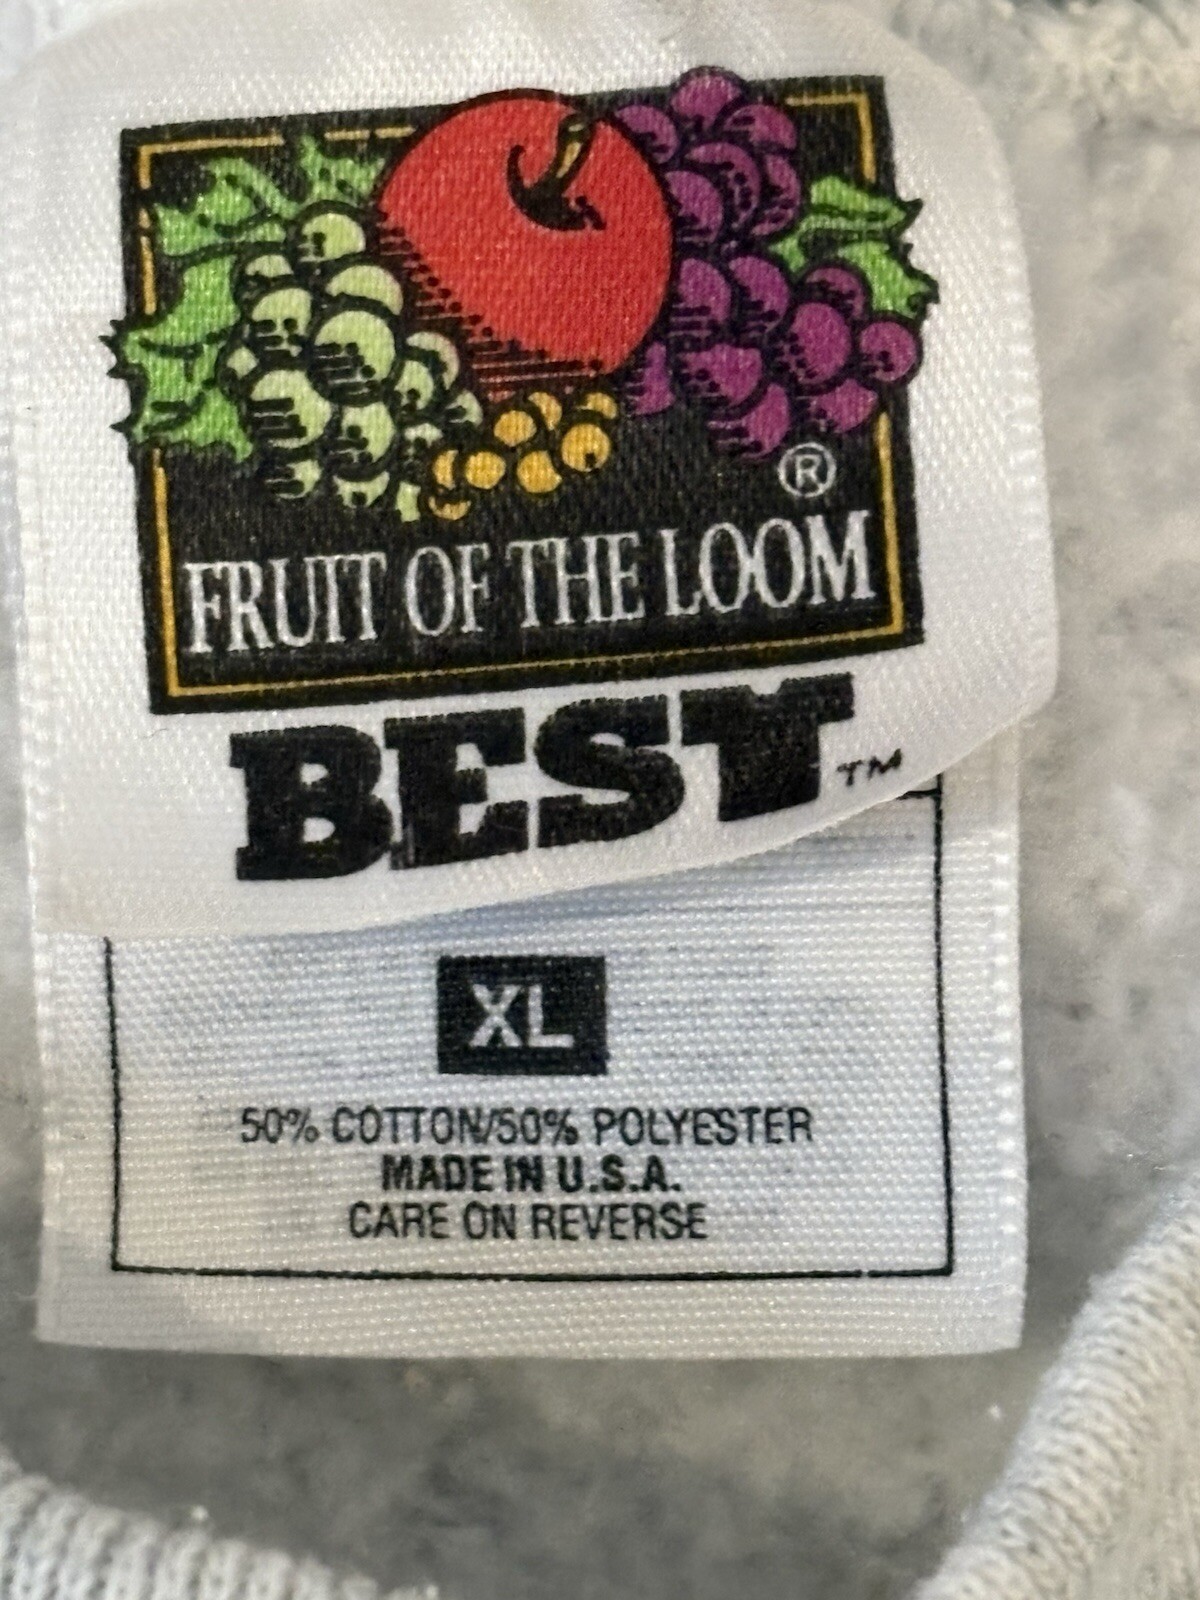 ®
FRUIT OF THE LOOM
BEST™
XL
50% COTTON/50% POLYESTER
MADE IN U.S.A.
CARE ON REVERSE